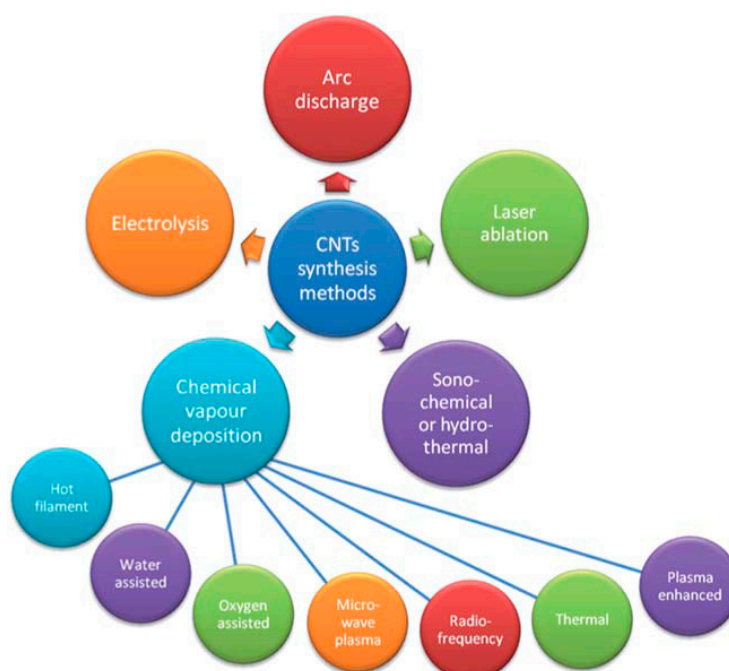 Arc
discharge
Electrolysis
Laser
ablation
CNTs
synthesis
methods
Chemical
vapour
deposition
Sono-
chemical
or hydro-
thermal
Hot
filament
Water
assisted
Oxygen
assisted
Micro-
wave
plasma
Radio-
frequency
Thermal
Plasma
enhanced